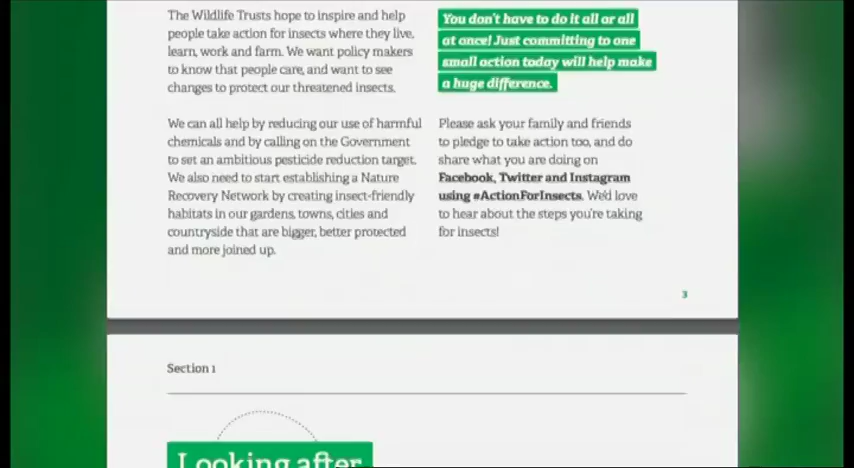 The Wildlife Trusts hope to inspire and help
people take action for insects where they live,
learn, work and farm. We want policy makers
to know that people care, and want to see
changes to protect our threatened insects.
We can all help by reducing our use of harmful
chemicals and by calling on the Government
to set an ambitious pesticide reduction target.
We also need to start establishing a Nature
Recovery Network by creating insect-friendly
habitats in our gardens, towns, cities and
countryside that are bigger, better protected
and more joined up.
You don't have to do it all or all
at once! Just committing to one
small action today will help make
a huge difference.
Please ask your family and friends
to pledge to take action too, and do
share what you are doing on
Facebook, Twitter and Instagram
using #ActionForInsects. We'd love
to hear about the steps you're taking
for insects!
3
Section 1
Looking after